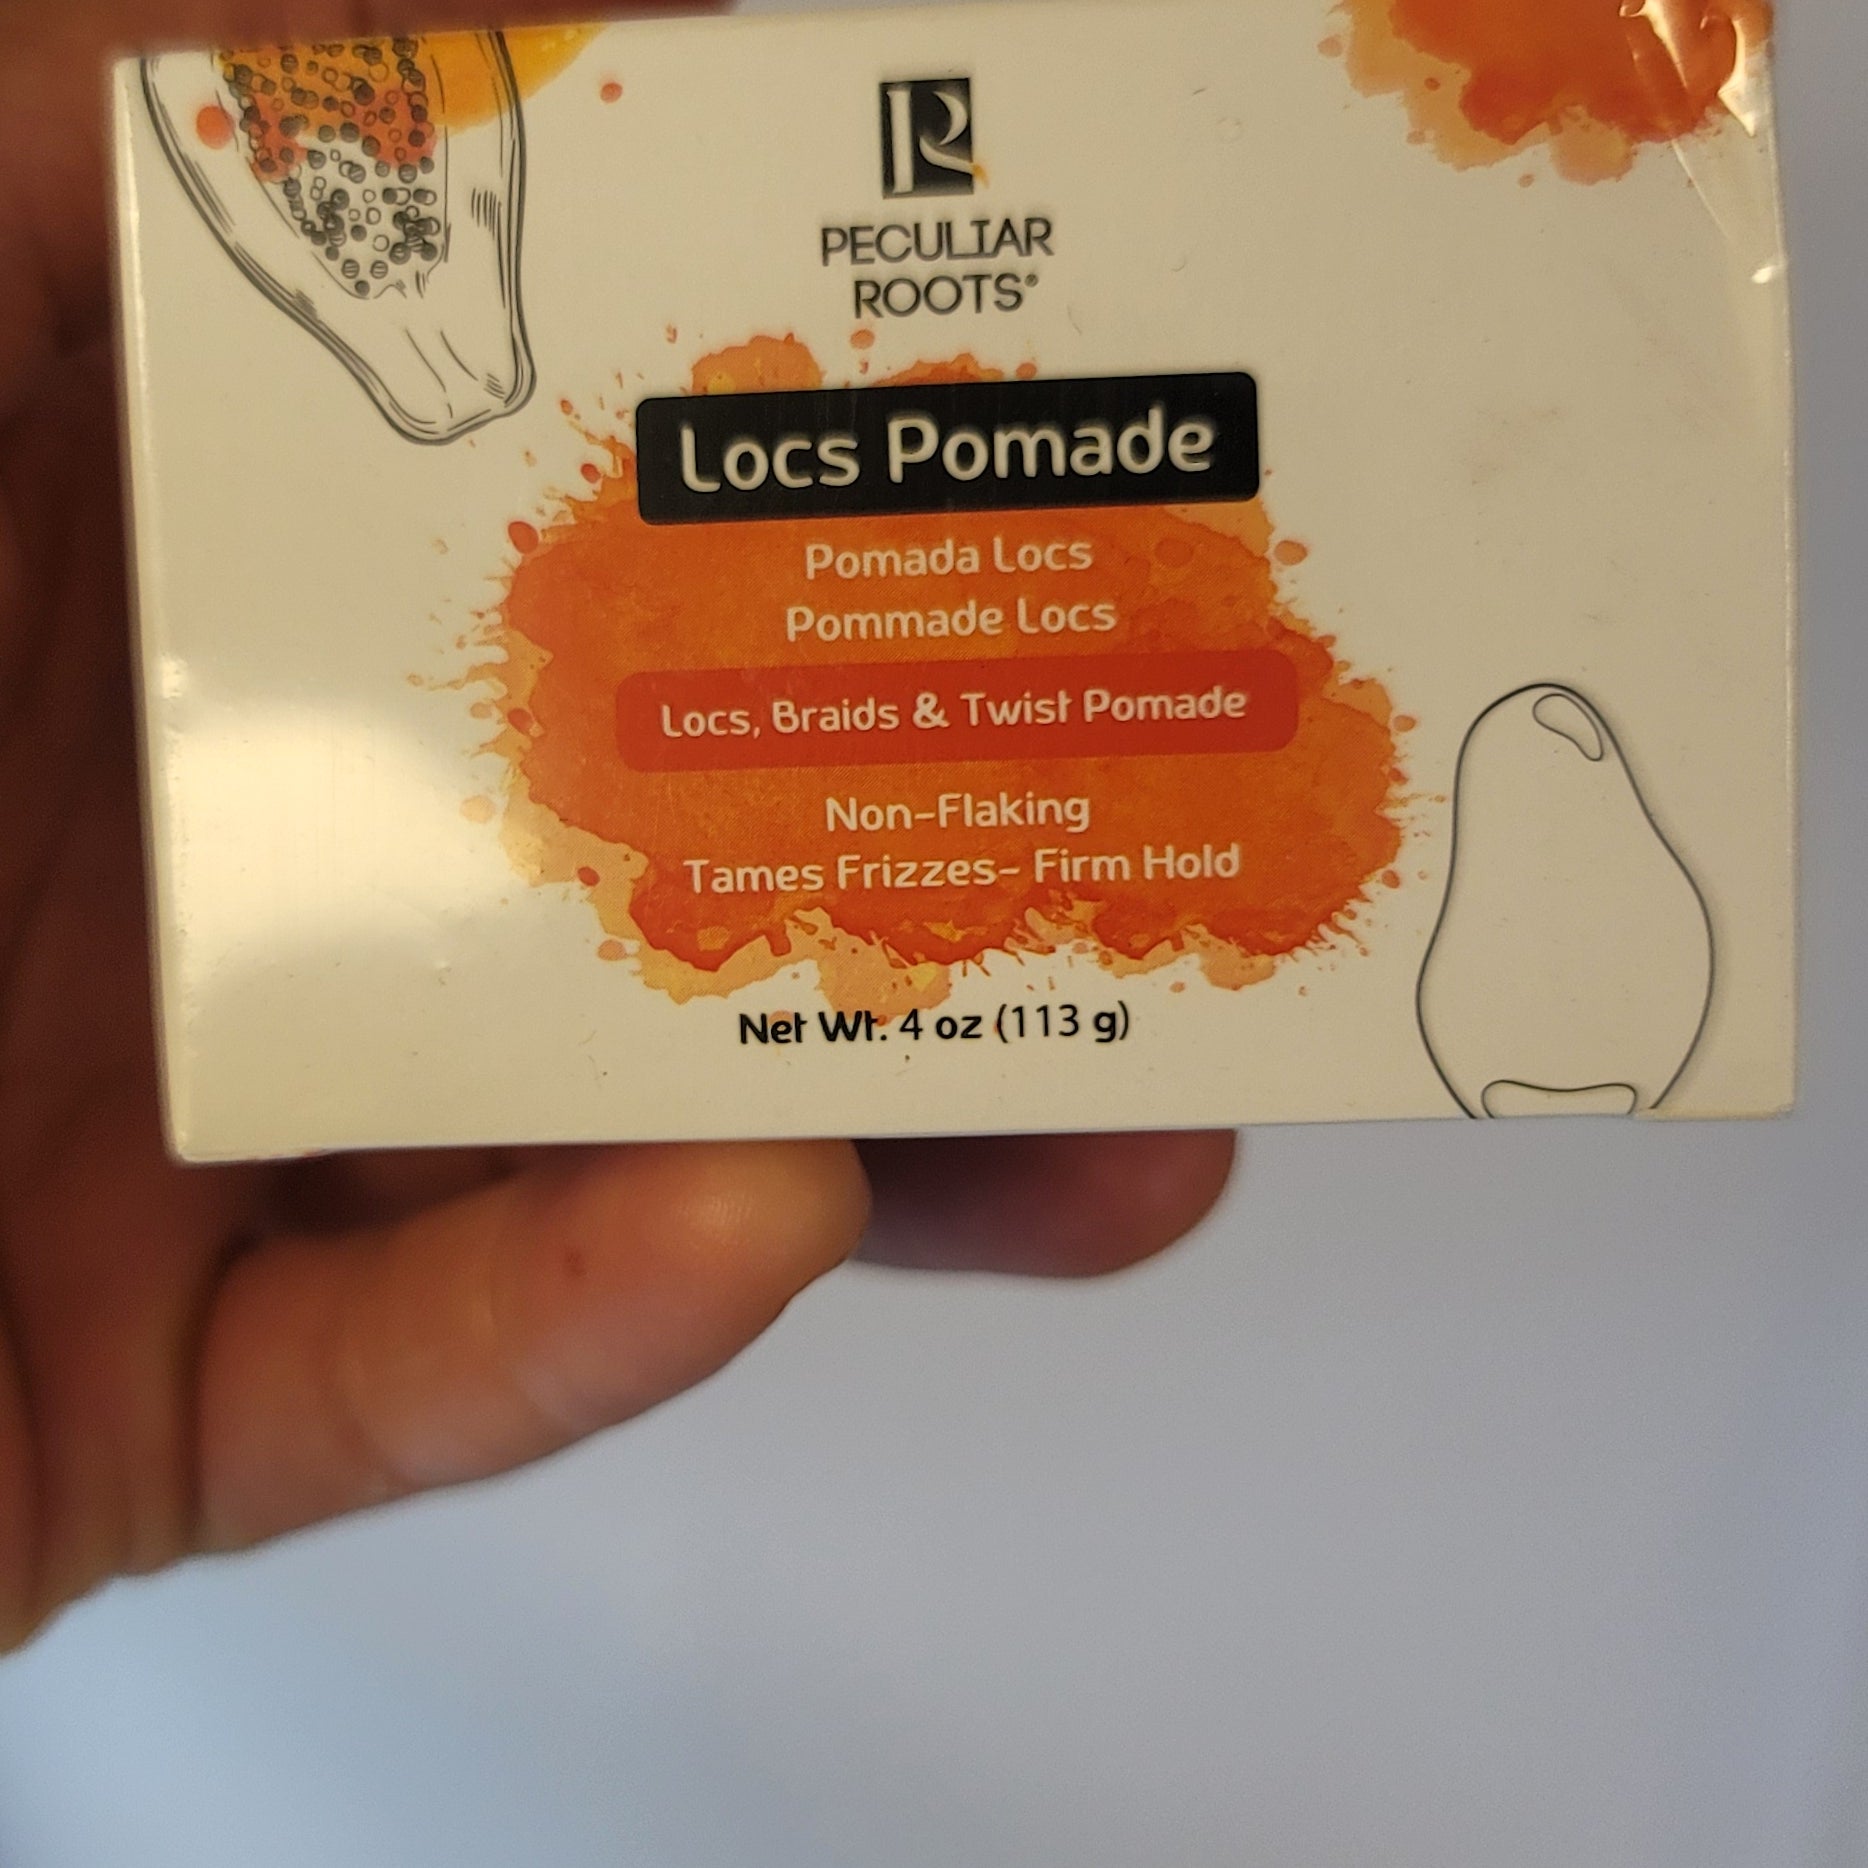 PECULIAR
ROOTS®
Locs Pomade
Pomada Locs
Pommade Locs
Locs, Braids & Twist Pomade
Non-Flaking
Tames Frizzes- Firm Hold
Net Wt. 4 oz (113 g)